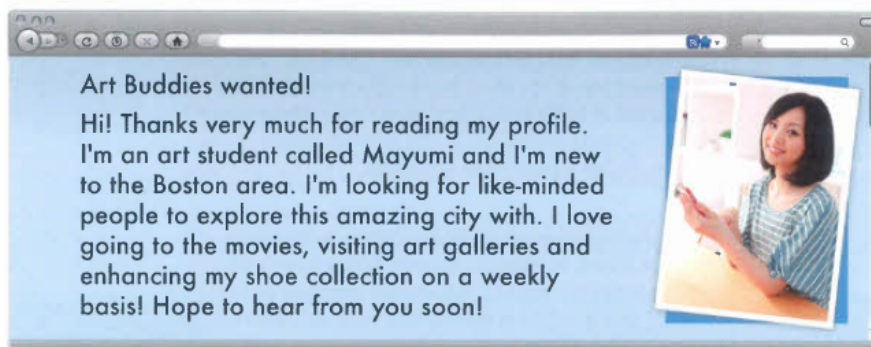 Art Buddies wanted!
Hi! Thanks very much for reading my profile.
I'm an art student called Mayumi and I'm new
to the Boston area. I'm looking for like-minded
people to explore this amazing city with. I love
going to the movies, visiting art galleries and
enhancing my shoe collection on a weekly
basis! Hope to hear from you soon!